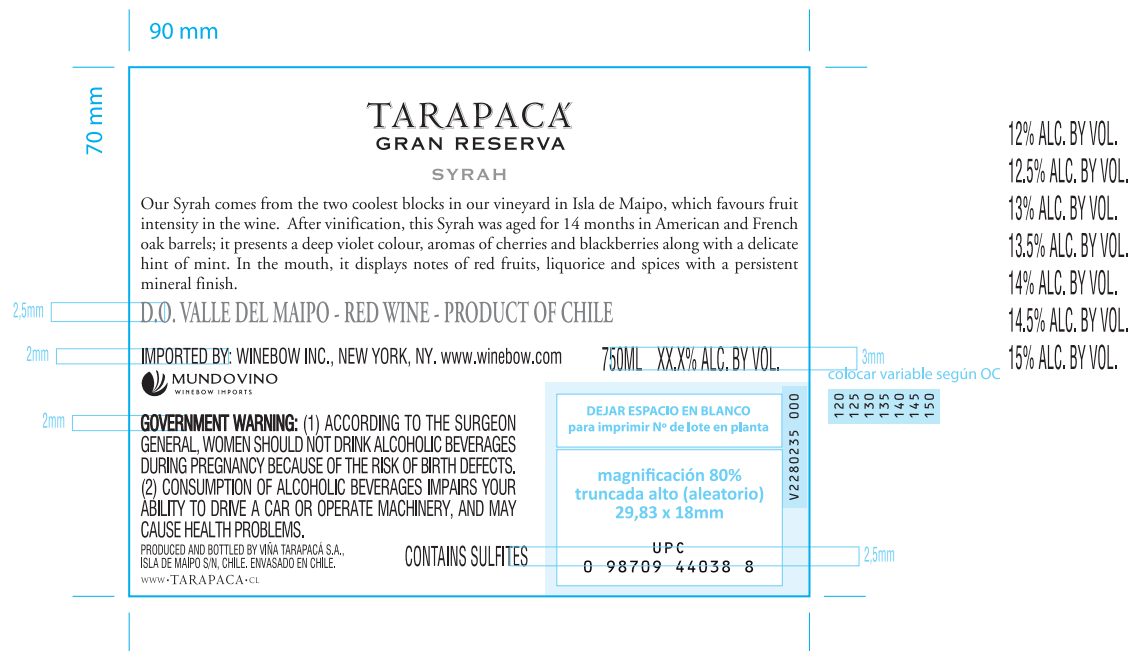 90 mm
70 mm
TARAPACÁ
GRAN RESERVA
SYRAH
Our Syrah comes from the two coolest blocks in our vineyard in Isla de Maipo, which favours fruit
intensity in the wine. After vinification, this Syrah was aged for 14 months in American and French
oak barrels; it presents a deep violet colour, aromas of cherries and blackberries along with a delicate
hint of mint. In the mouth, it displays notes of red fruits, liquorice and spices with a persistent
mineral finish.
2,5mm
D.O. VALLE DEL MAIPO - RED WINE - PRODUCT OF CHILE
2mm
IMPORTED BY: WINEBOW INC., NEW YORK, NY. www.winebow.com
750ML XX.X% ALC. BY VOL.
3mm
MUNDOVINO
WINEBOW IMPORTS
2mm
GOVERNMENT WARNING: (1) ACCORDING TO THE SURGEON
GENERAL, WOMEN SHOULD NOT DRINK ALCOHOLIC BEVERAGES
DURING PREGNANCY BECAUSE OF THE RISK OF BIRTH DEFECTS.
(2) CONSUMPTION OF ALCOHOLIC BEVERAGES IMPAIRS YOUR
ABILITY TO DRIVE A CAR OR OPERATE MACHINERY, AND MAY
CAUSE HEALTH PROBLEMS.
PRODUCED AND BOTTLED BY VIÑA TARAPACÁ S.A.,
ISLA DE MAIPO S/N, CHILE. ENVASADO EN CHILE.
WWW•TARAPACA•CL
CONTAINS SULFITES
DEJAR ESPACIO EN BLANCO
para imprimir Nº de lote en planta
magnificación 80%
truncada alto (aleatorio)
29,83 x 18mm
UPC
0 98709 44038 8
V2280235 000
2,5mm
colocar variable según OC
120
125
130
135
140
145
150
12% ALC. BY VOL.
12.5% ALC. BY VOL.
13% ALC. BY VOL.
13.5% ALC. BY VOL.
14% ALC. BY VOL.
14.5% ALC. BY VOL.
15% ALC. BY VOL.